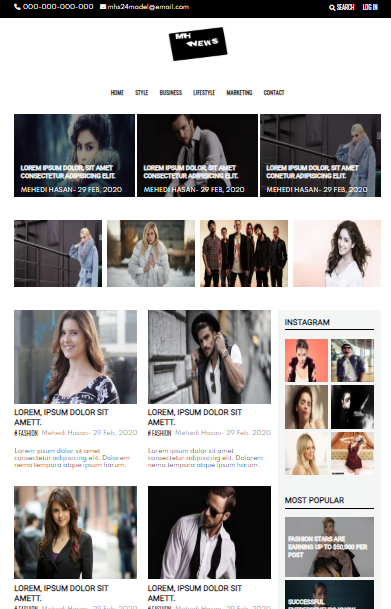 000-000-000-000 mhs24model@email.com SEARCH LOG IN
MH
NEWS
HOME STYLE BUSINESS LIFESTYLE MARKETING CONTACT
LOREM IPSUM DOLOR, SIT AMET
CONSECTETUR ADIPISICING ELIT.
MEHEDI HASAN- 29 FEB, 2020
LOREM IPSUM DOLOR, SIT AMET
CONSECTETUR ADIPISICING ELIT.
MEHEDI HASAN- 29 FEB, 2020
LOREM IPSUM DOLOR, SIT AMET
CONETUR ADIPISICING ELIT.
MEHEDI HASAN- 29 FEB, 2020
LOREM, IPSUM DOLOR SIT
AMETT.
# FASHION Mehedi Hasan- 29 Feb, 2020
Lorem ipsum dolor sit amet
consectetur adipisicing elit. Dolorem
nemo tempora atque ipsum harum.
LOREM, IPSUM DOLOR SIT
AMETT.
# FASHION Mehedi Hasan- 29 Feb, 2020
Lorem ipsum dolor sit amet
consectetur adipisicing elit. Dolorem
nemo tempora atque ipsum harum.
LOREM, IPSUM DOLOR SIT
AMETT.
# FASHION Mehedi Hasan- 29 Feb, 2020
LOREM, IPSUM DOLOR SIT
AMETT.
# FASHION Mehedi Hasan- 29 Feb, 2020
INSTAGRAM
MOST POPULAR
FASHION STARS ARE
EARNING UP TO $50,000 PER
POST
SUCCESSFUL